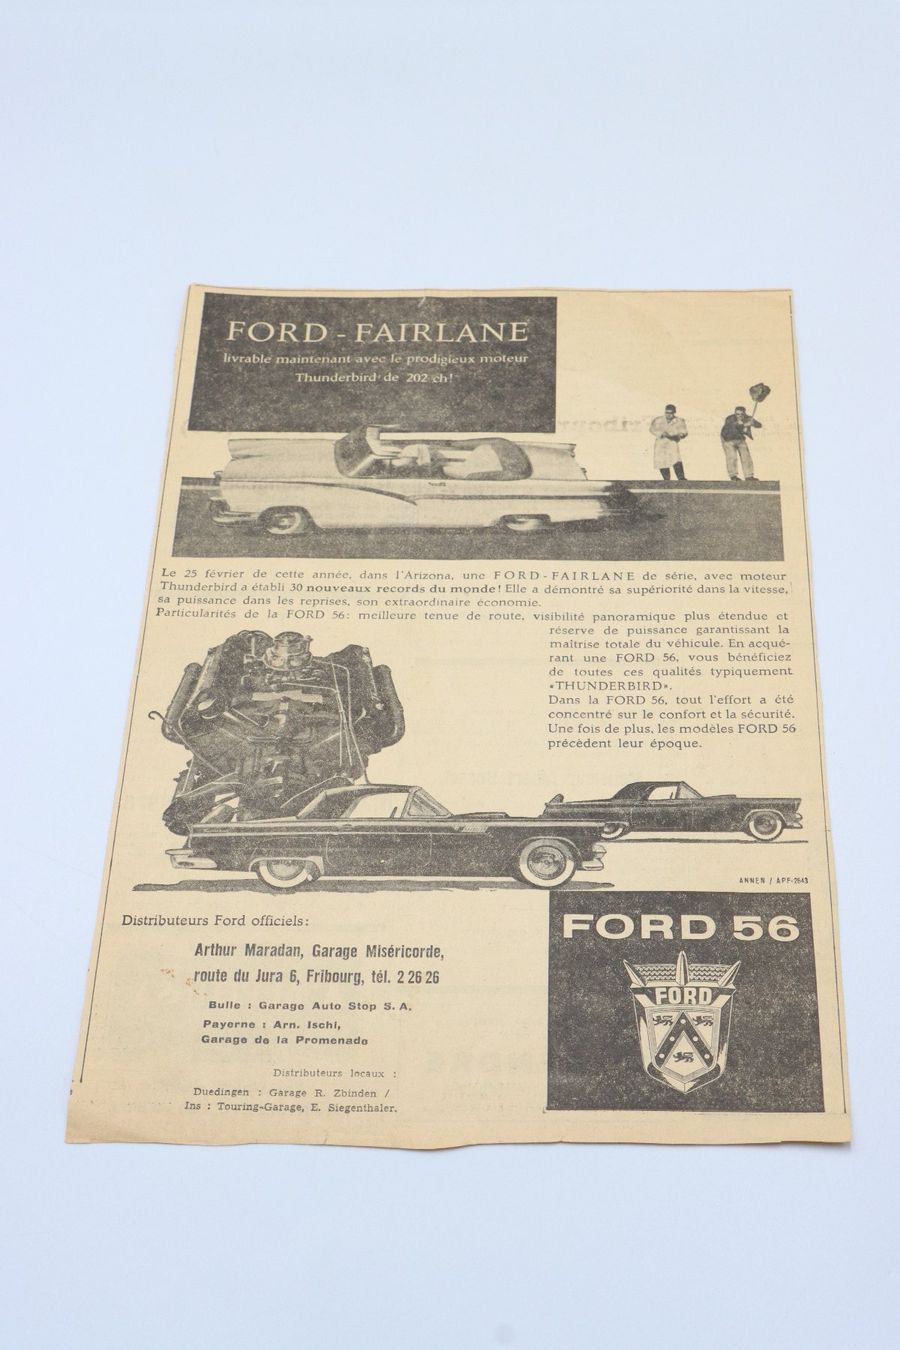 FORD - FAIRLANE
livrable maintenant avec le prodigieux moteur
Thunderbird de 202 ch!
Le 25 février de cette année, dans l'Arizona, une FORD-FAIRLANE de série, avec moteur
Thunderbird a établi 30 nouveaux records du monde! Elle a démontré sa supériorité dans la vitesse,
sa puissance dans les reprises, son extraordinaire économie.
Particularités de la FORD 56: meilleure tenue de route, visibilité panoramique plus étendue et
réserve de puissance garantissant la
maîtrise totale du véhicule. En acqué-
rant une FORD 56, vous bénéficiez
de toutes ces qualités typiquement
«THUNDERBIRD».
Dans la FORD 56, tout l'effort a été
concentré sur le confort et la sécurité.
Une fois de plus, les modèles FORD 56
précèdent leur époque.
ANNEN / APF-2643
Distributeurs Ford officiels:
Arthur Maradan, Garage Miséricorde,
route du Jura 6, Fribourg, tél. 2 26 26
Bulle : Garage Auto Stop S. A.
Payerne : Arn. Ischi,
Garage de la Promenade
Distributeurs locaux :
Duedingen : Garage R. Zbinden /
Ins : Touring-Garage, E. Siegenthaler.
FORD 56
FORD